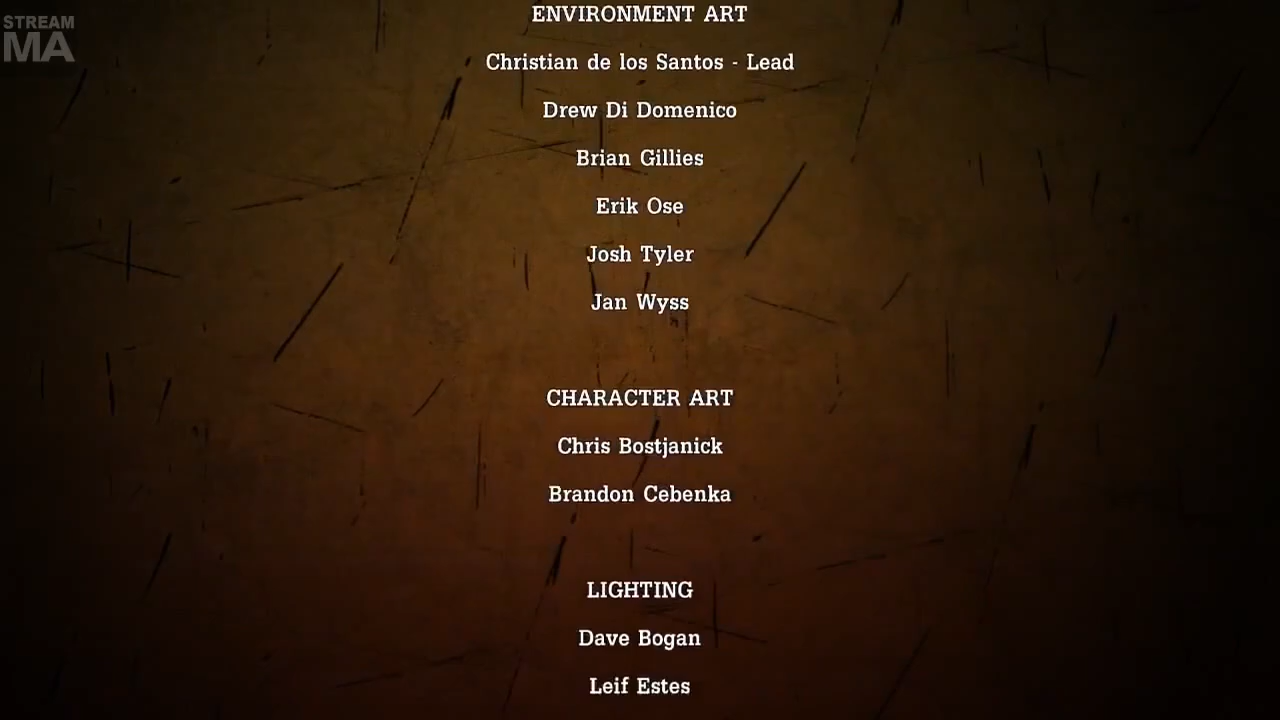 STREAM
MA
ENVIRONMENT ART
Christian de los Santos - Lead
Drew Di Domenico
Brian Gillies
Erik Ose
Josh Tyler
Jan Wyss
CHARACTER ART
Chris Bostjanick
Brandon Cebenka
LIGHTING
Dave Bogan
Leif Estes